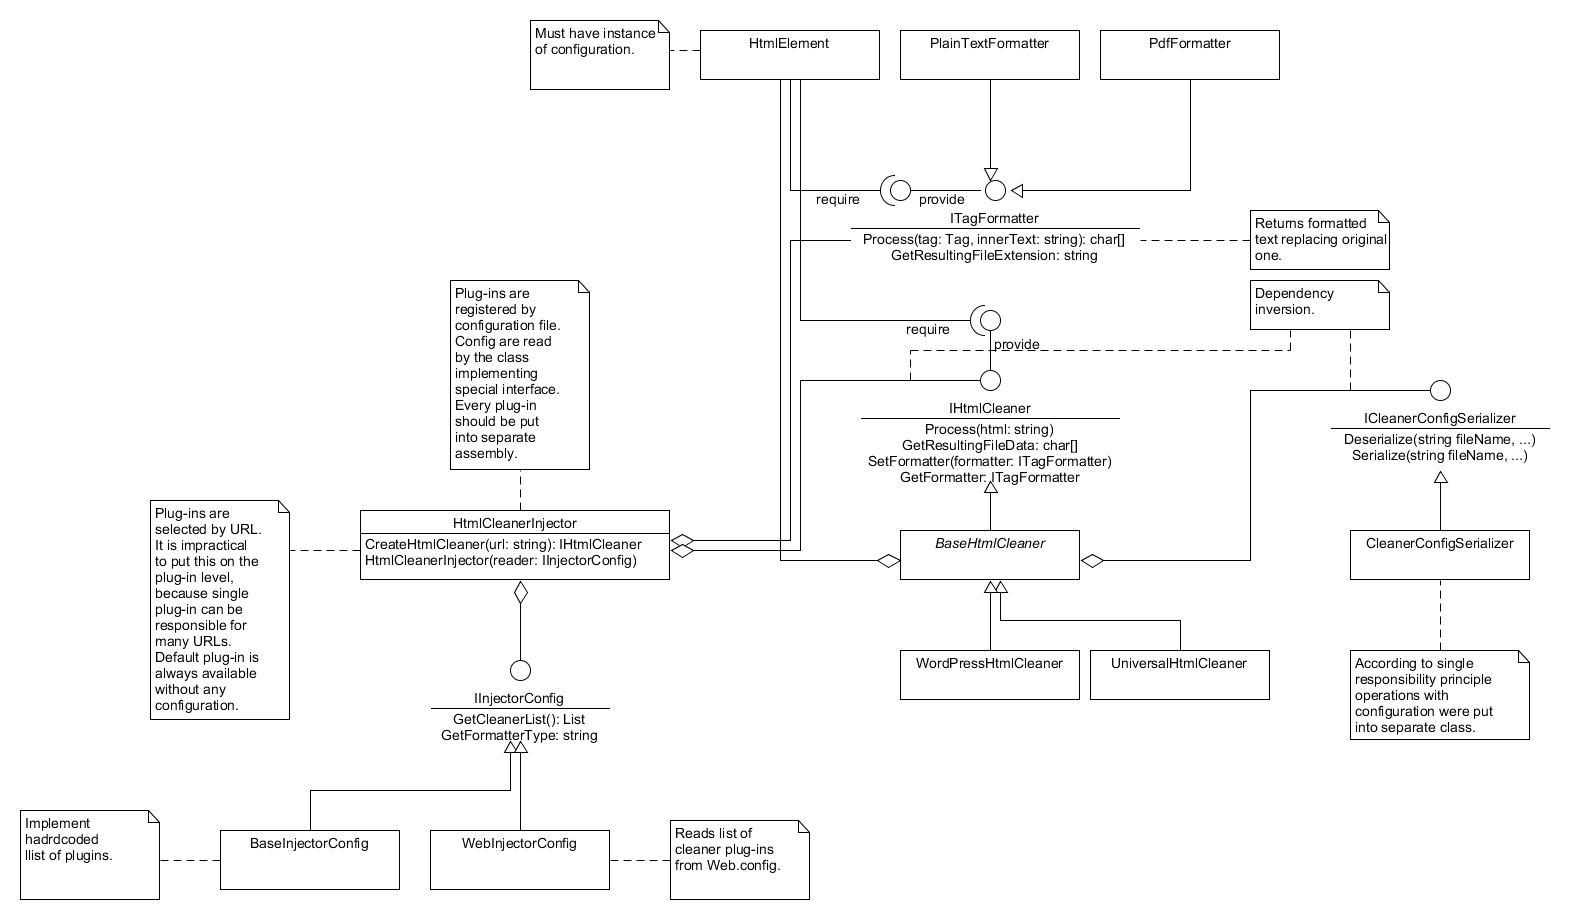 Must have instance
of configuration.
HtmlElement
PlainTextFormatter
PdfFormatter
require
provide
ITagFormatter
Process(tag: Tag, innerText: string): char[]
GetResultingFileExtension: string
Returns formatted
text replacing original
one.
Plug-ins are
registered by
configuration file.
Config are read
by the class
implementing
special interface.
Every plug-in
should be put
into separate
assembly.
Dependency
inversion.
require
provide
IHtmlCleaner
Process(html: string)
GetResultingFileData: char[]
SetFormatter(formatter: ITagFormatter)
GetFormatter: ITagFormatter
ICleanerConfigSerializer
Deserialize(string fileName, ...)
Serialize(string fileName, ...)
Plug-ins are
selected by URL.
It is impractical
to put this on the
plug-in level,
because single
plug-in can be
responsible for
many URLs.
Default plug-in is
always available
without any
configuration.
HtmlCleanerInjector
CreateHtmlCleaner(url: string): IHtmlCleaner
HtmlCleanerInjector(reader: IInjectorConfig)
BaseHtmlCleaner
CleanerConfigSerializer
WordPressHtmlCleaner
UniversalHtmlCleaner
According to single
responsibility principle
operations with
configuration were put
into separate class.
IInjectorConfig
GetCleanerList(): List
GetFormatterType: string
Implement
hadrdcoded
llist of plugins.
BaseInjectorConfig
WebInjectorConfig
Reads list of
cleaner plug-ins
from Web.config.